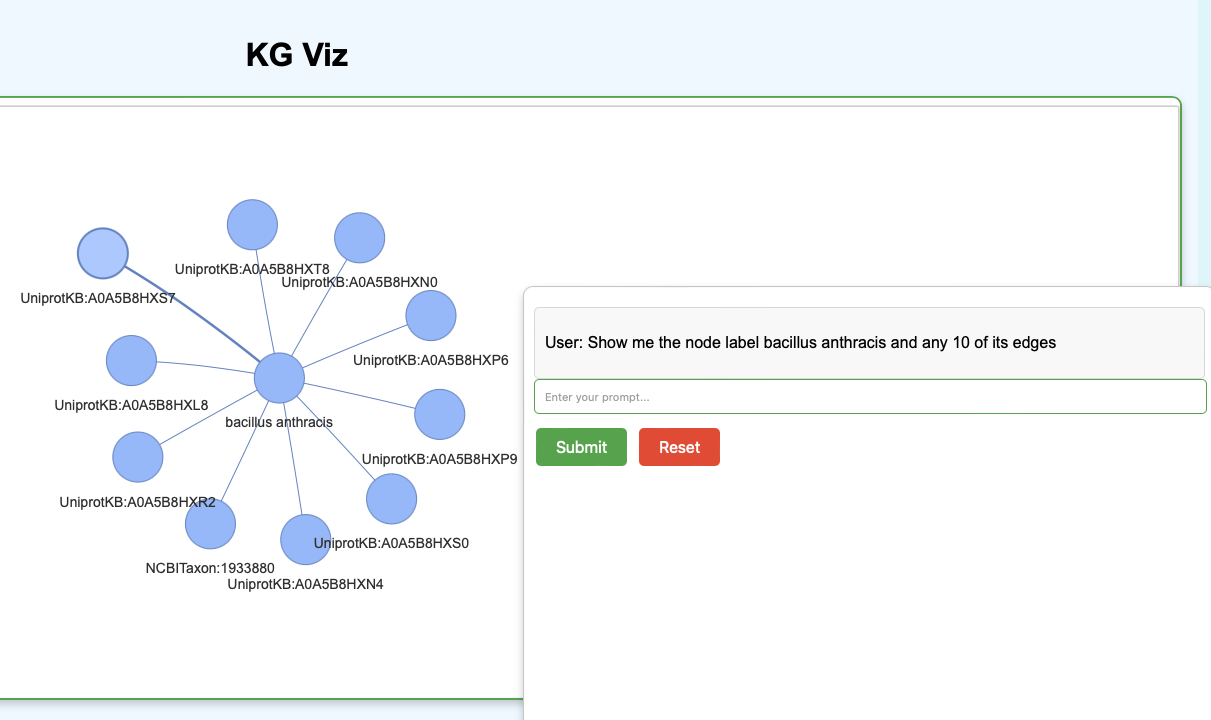 KG Viz
UniprotKB:A0A5B8HXT8
UniprotKB:A0A5B8HXN0
UniprotKB:A0A5B8HXS7
UniprotKB:A0A5B8HXP6
UniprotKB:A0A5B8HXL8
bacillus anthracis
UniprotKB:A0A5B8HXP9
UniprotKB:A0A5B8HXR2
UniprotKB:A0A5B8HXS0
NCBITaxon:1933880
UniprotKB:A0A5B8HXN4
User: Show me the node label bacillus anthracis and any 10 of its edges
Enter your prompt...
Submit
Reset